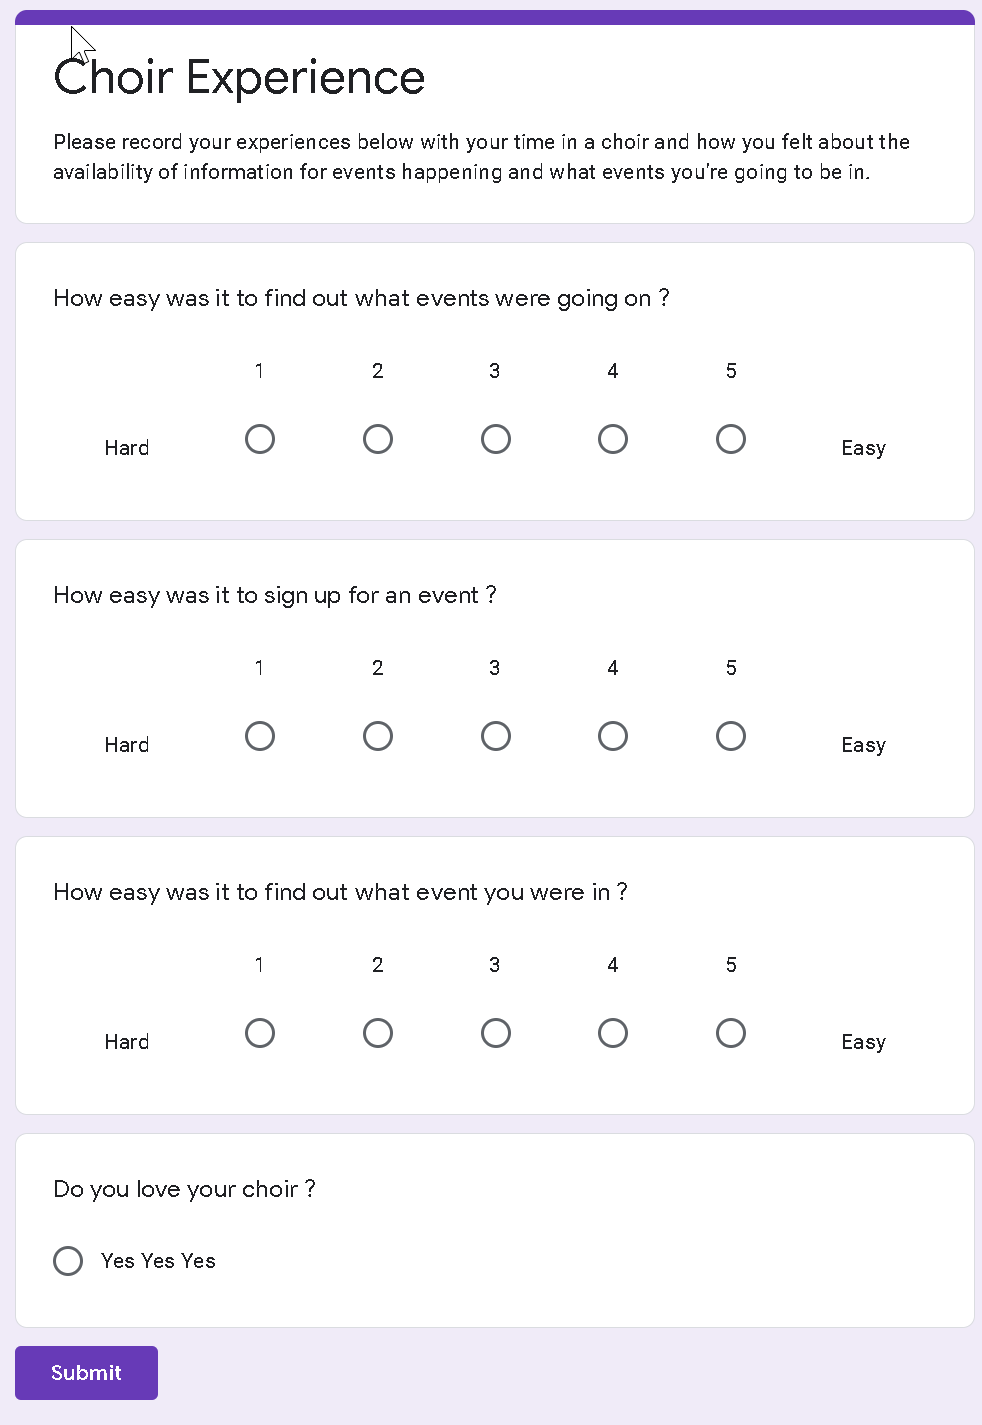 Choir Experience
Please record your experiences below with your time in a choir and how you felt about the
availability of information for events happening and what events you're going to be in.
How easy was it to find out what events were going on ?
1 2 3 4 5
Hard Easy
How easy was it to sign up for an event ?
1 2 3 4 5
Hard Easy
How easy was it to find out what event you were in ?
1 2 3 4 5
Hard Easy
Do you love your choir ?
Yes Yes Yes
Submit